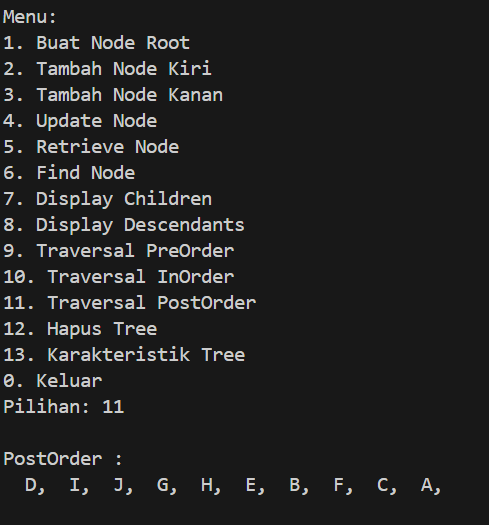 Menu:
1. Buat Node Root
2. Tambah Node Kiri
3. Tambah Node Kanan
4. Update Node
5. Retrieve Node
6. Find Node
7. Display Children
8. Display Descendants
9. Traversal PreOrder
10. Traversal InOrder
11. Traversal PostOrder
12. Hapus Tree
13. Karakteristik Tree
0. Keluar
Pilihan: 11
PostOrder :
D, I, J, G, H, E, B, F, C, A,